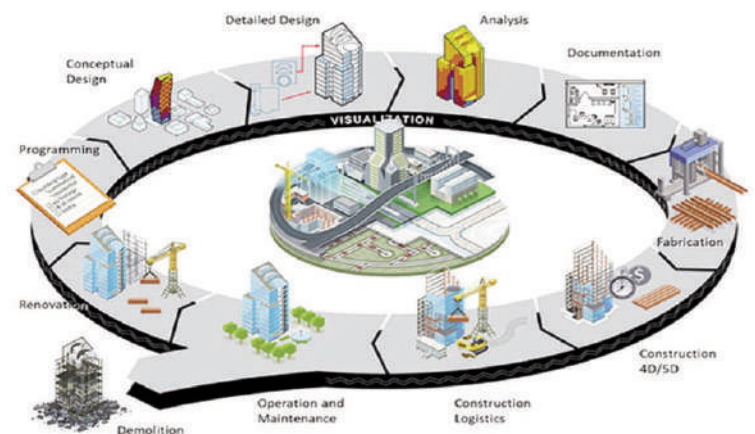 Detailed Design
Analysis
Conceptual
Design
Documentation
VISUALIZATION
Programming
Fabrication
Renovation
Construction
4D/5D
Operation and
Maintenance
Construction
Logistics
Demolition